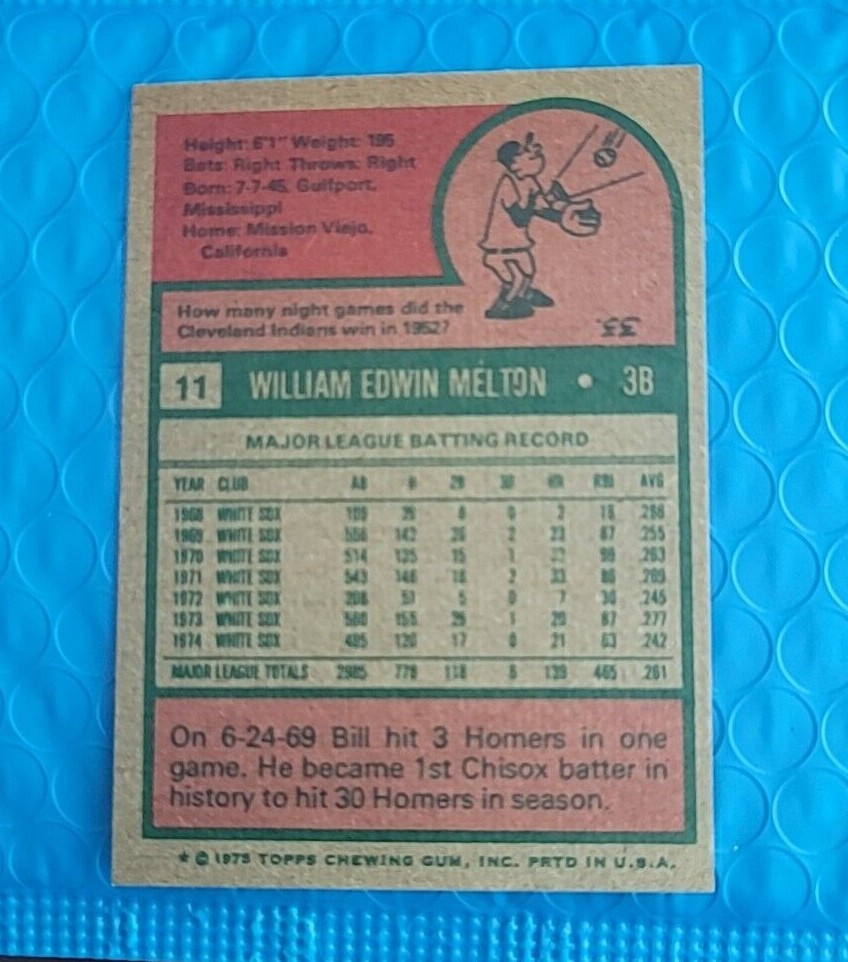 Height: 6'1" Weight: 195
Bats: Right Throws: Right
Born: 7-7-45, Gulfport,
Mississippi
Home: Mission Viejo,
California
How many night games did the
Cleveland Indians win in 1952?
33.
11 WILLIAM EDWIN MELTON • 3B
MAJOR LEAGUE BATTING RECORD
YEAR CLUB AB H 2B 3B HR RBI AVG
1968 WHITE SOX 109 29 8 0 2 16 266
1969 WHITE SOX 556 142 26 2 23 87 255
1970 WHITE SOX 514 135 15 1 263
1971 WHITE SOX 543 146 18 2 33 86 269
1972 WHITE SOX 208 51 5 0 7 30 245
1973 WHITE SOX 560 155 1 20 87 277
1974 WHITE SOX 495 120 17 0 21 63 242
MAJOR LEAGUE TOTALS 2985 778 118 6 139 465 261
On 6-24-69 Bill hit 3 Homers in one
game. He became 1st Chisox batter in
history to hit 30 Homers in season.
★ © 1975 TOPPS CHEWING GUM, INC. PRTD IN U.S.A.